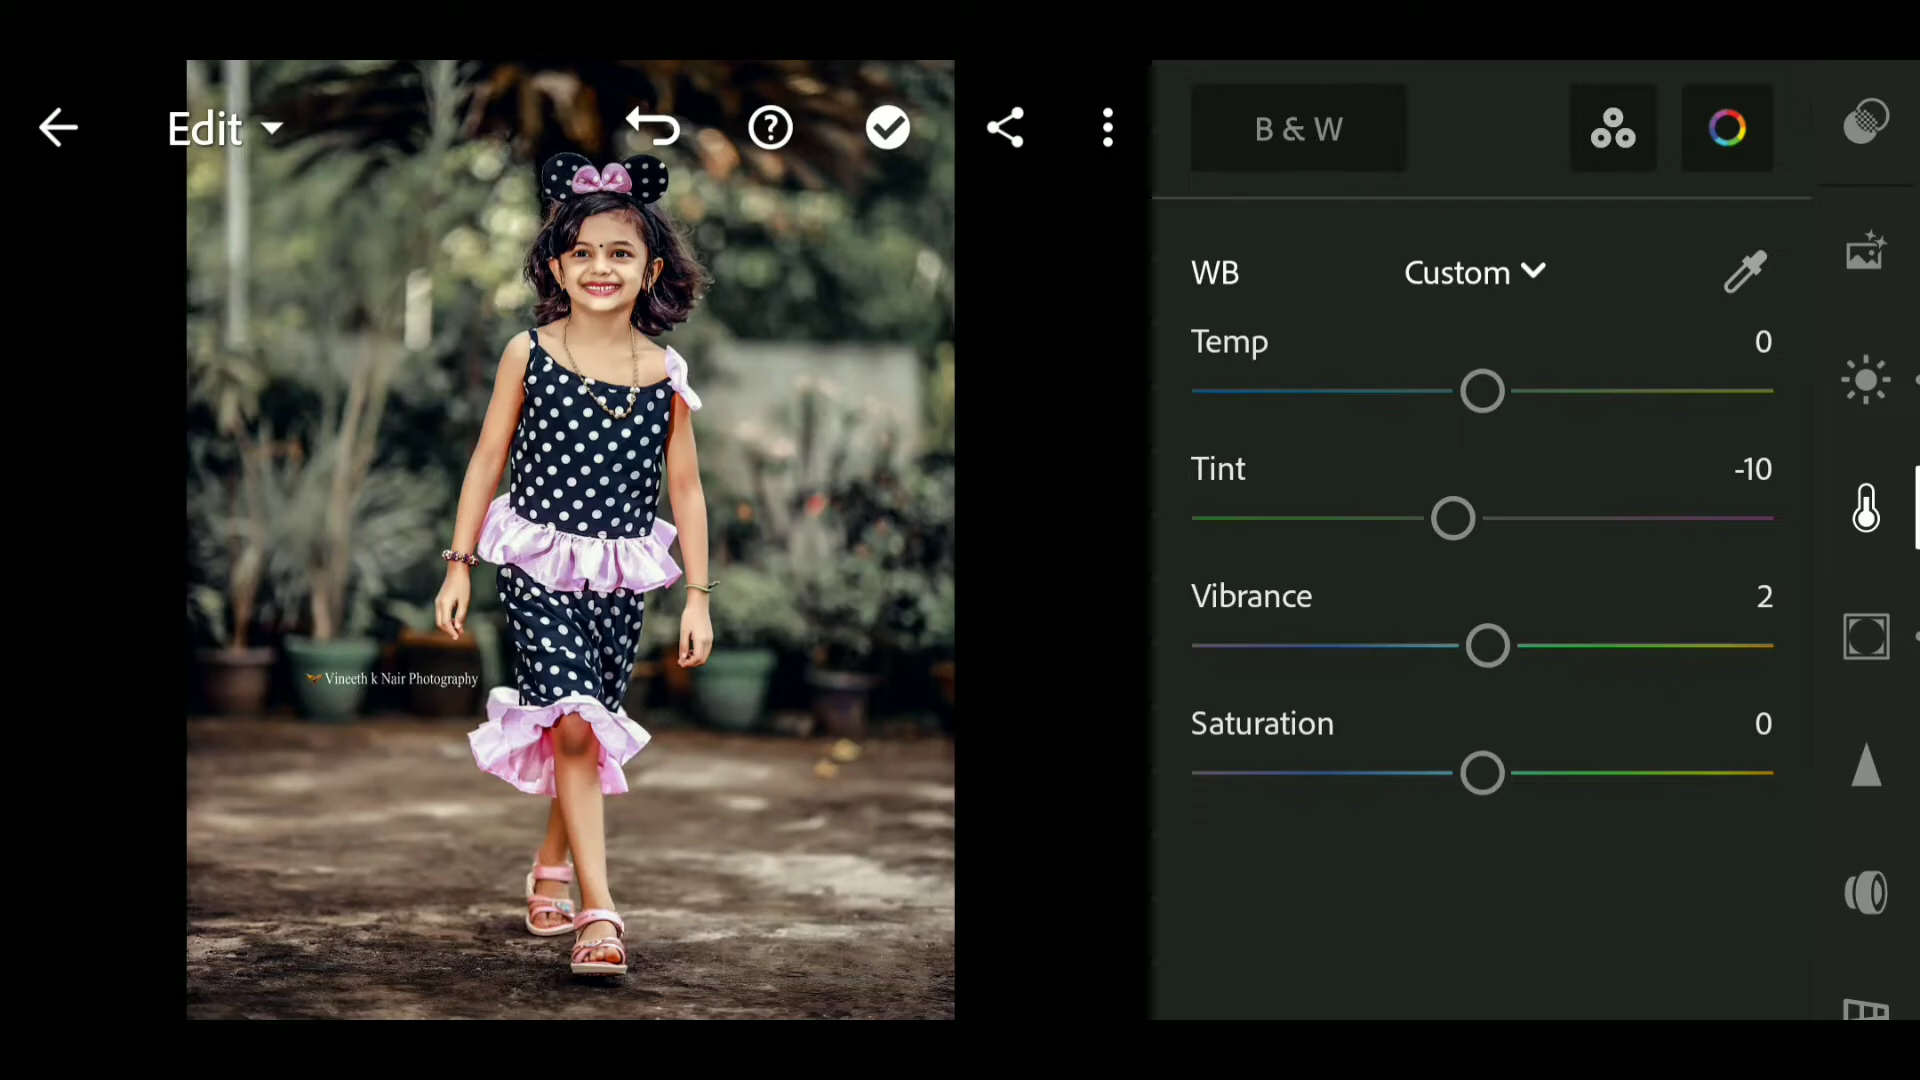 Edit
B & W
WB Custom
Temp 0
Tint -10
Vibrance 2
Saturation 0
Vineeth k Nair Photography